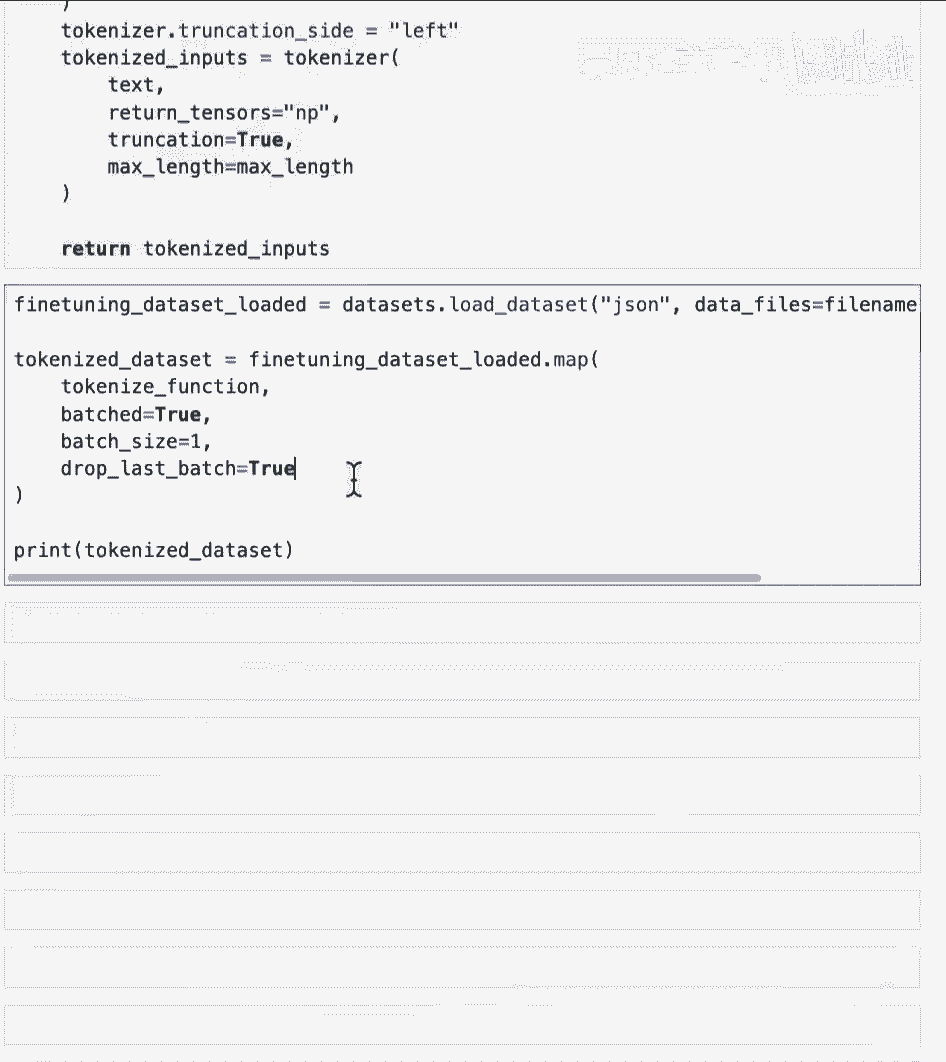 )
    tokenizer.truncation_side = "left"
    tokenized_inputs = tokenizer(
        text,
        return_tensors="np",
        truncation=True,
        max_length=max_length
    )
    return tokenized_inputs
finetuning_dataset_loaded = datasets.load_dataset("json", data_files=filename
tokenized_dataset = finetuning_dataset_loaded.map(
    tokenize_function,
    batched=True,
    batch_size=1,
    drop_last_batch=True
)
print(tokenized_dataset)